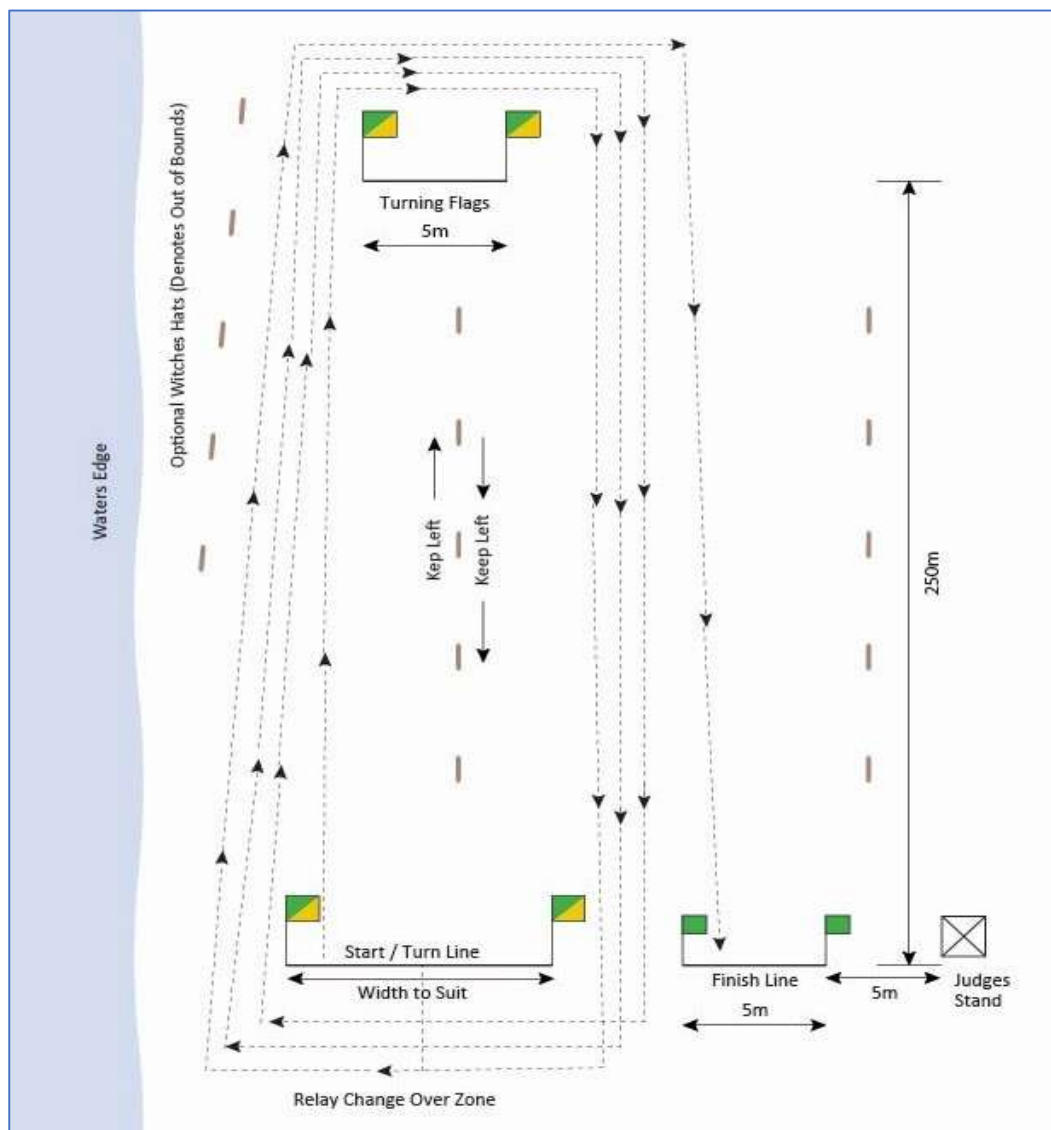 Optional Witches Hats (Denotes Out of Bounds)
Waters Edge
Turning Flags
5m
Kep Left
Keep Left
250m
Start / Turn Line
Width to Suit
Finish Line
5m
5m
Judges
Stand
Relay Change Over Zone